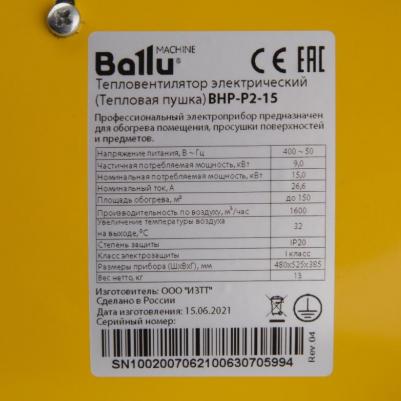 MACHINE
Ballu®
CE EAC
Тепловентилятор электрический
(Тепловая пушка) BHP-P2-15
Профессиональный электроприбор предназначен
для обогрева помещения, просушки поверхностей
и предметов.
Напряжение питания, В ~ Гц 400 ~ 50
Частичная потребляемая мощность, кВт 9,0
Номинальная потребляемая мощность, кВт 15,0
Номинальный ток, А 26,6
Площадь обогрева, м² до 150
Производительность по воздуху, м³/час 1600
Увеличение температуры воздуха
на выходе, °С 32
Степень защиты IP20
Класс электрозащиты I класс
Размеры прибора (ШхВхГ), мм 480х525х385
Вес нетто, кг 13
Изготовитель: ООО "ИЗТТ"
Сделано в России
Дата изготовления: 15.06.2021
Серийный номер:
SN1002007062100630705994
Rev 04